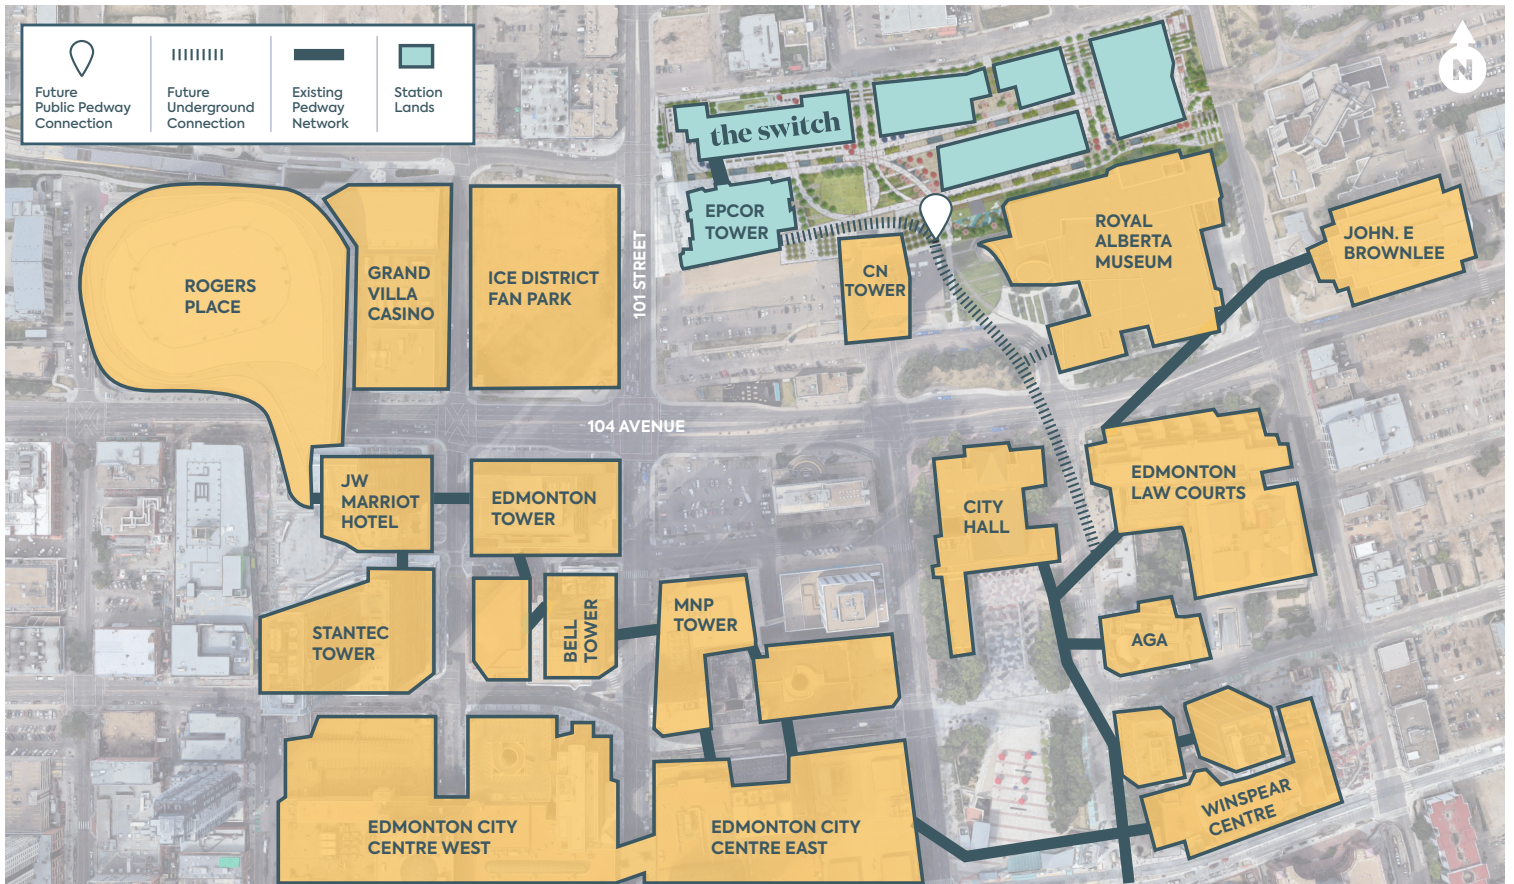 Future
Public Pedway
Connection
Future
Underground
Connection
Existing
Pedway
Network
Station
Lands
N
the switch
EPCOR
TOWER
ROYAL
ALBERTA
MUSEUM
JOHN. E
BROWNLEE
ROGERS
PLACE
GRAND
VILLA
CASINO
ICE DISTRICT
FAN PARK
101 STREET
CN
TOWER
104 AVENUE
JW
MARRIOT
HOTEL
EDMONTON
TOWER
CITY
HALL
EDMONTON
LAW COURTS
STANTEC
TOWER
BELL
TOWER
MNP
TOWER
AGA
WINSPEAR
CENTRE
EDMONTON CITY
CENTRE WEST
EDMONTON CITY
CENTRE EAST